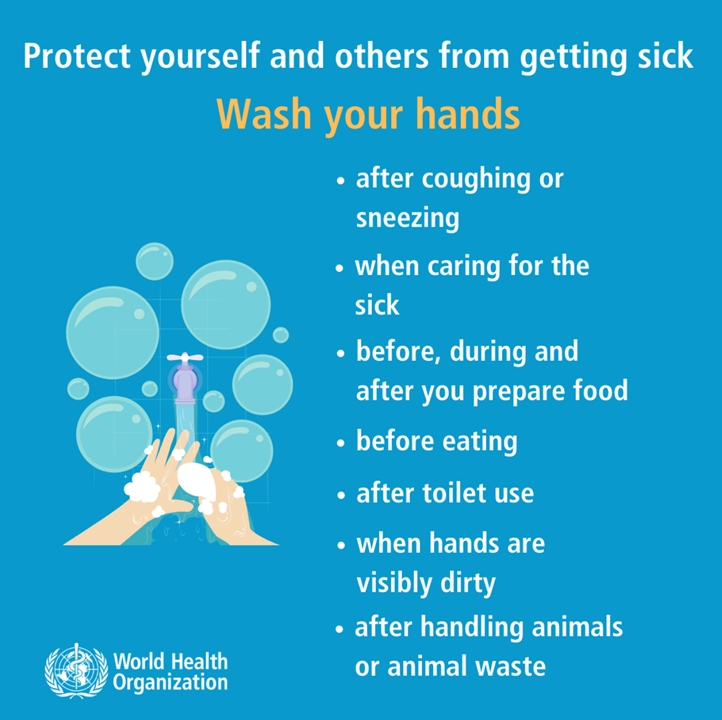 Protect yourself and others from getting sick
Wash your hands
• after coughing or
sneezing
• when caring for the
sick
• before, during and
after you prepare food
• before eating
• after toilet use
• when hands are
visibly dirty
• after handling animals
or animal waste
World Health
Organization